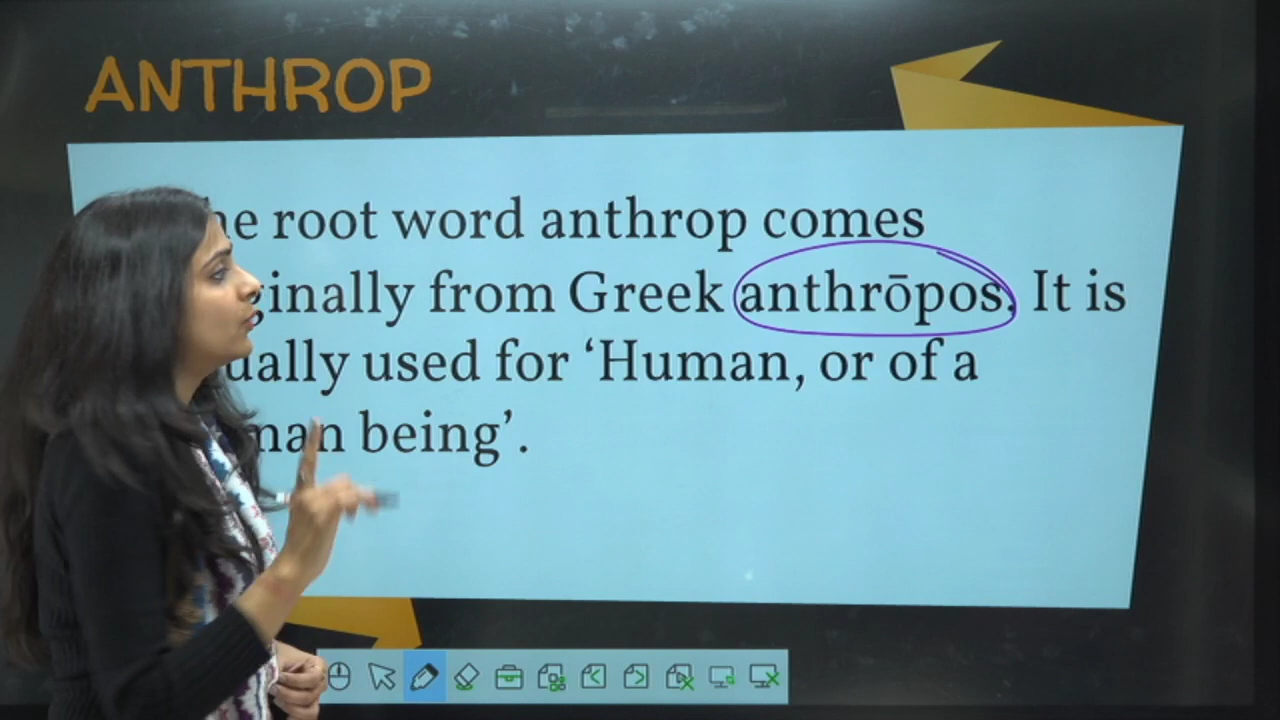 ANTHROP
he root word anthrop comes
ginally from Greek anthrōpos. It is
ually used for ‘Human, or of a
man being’.